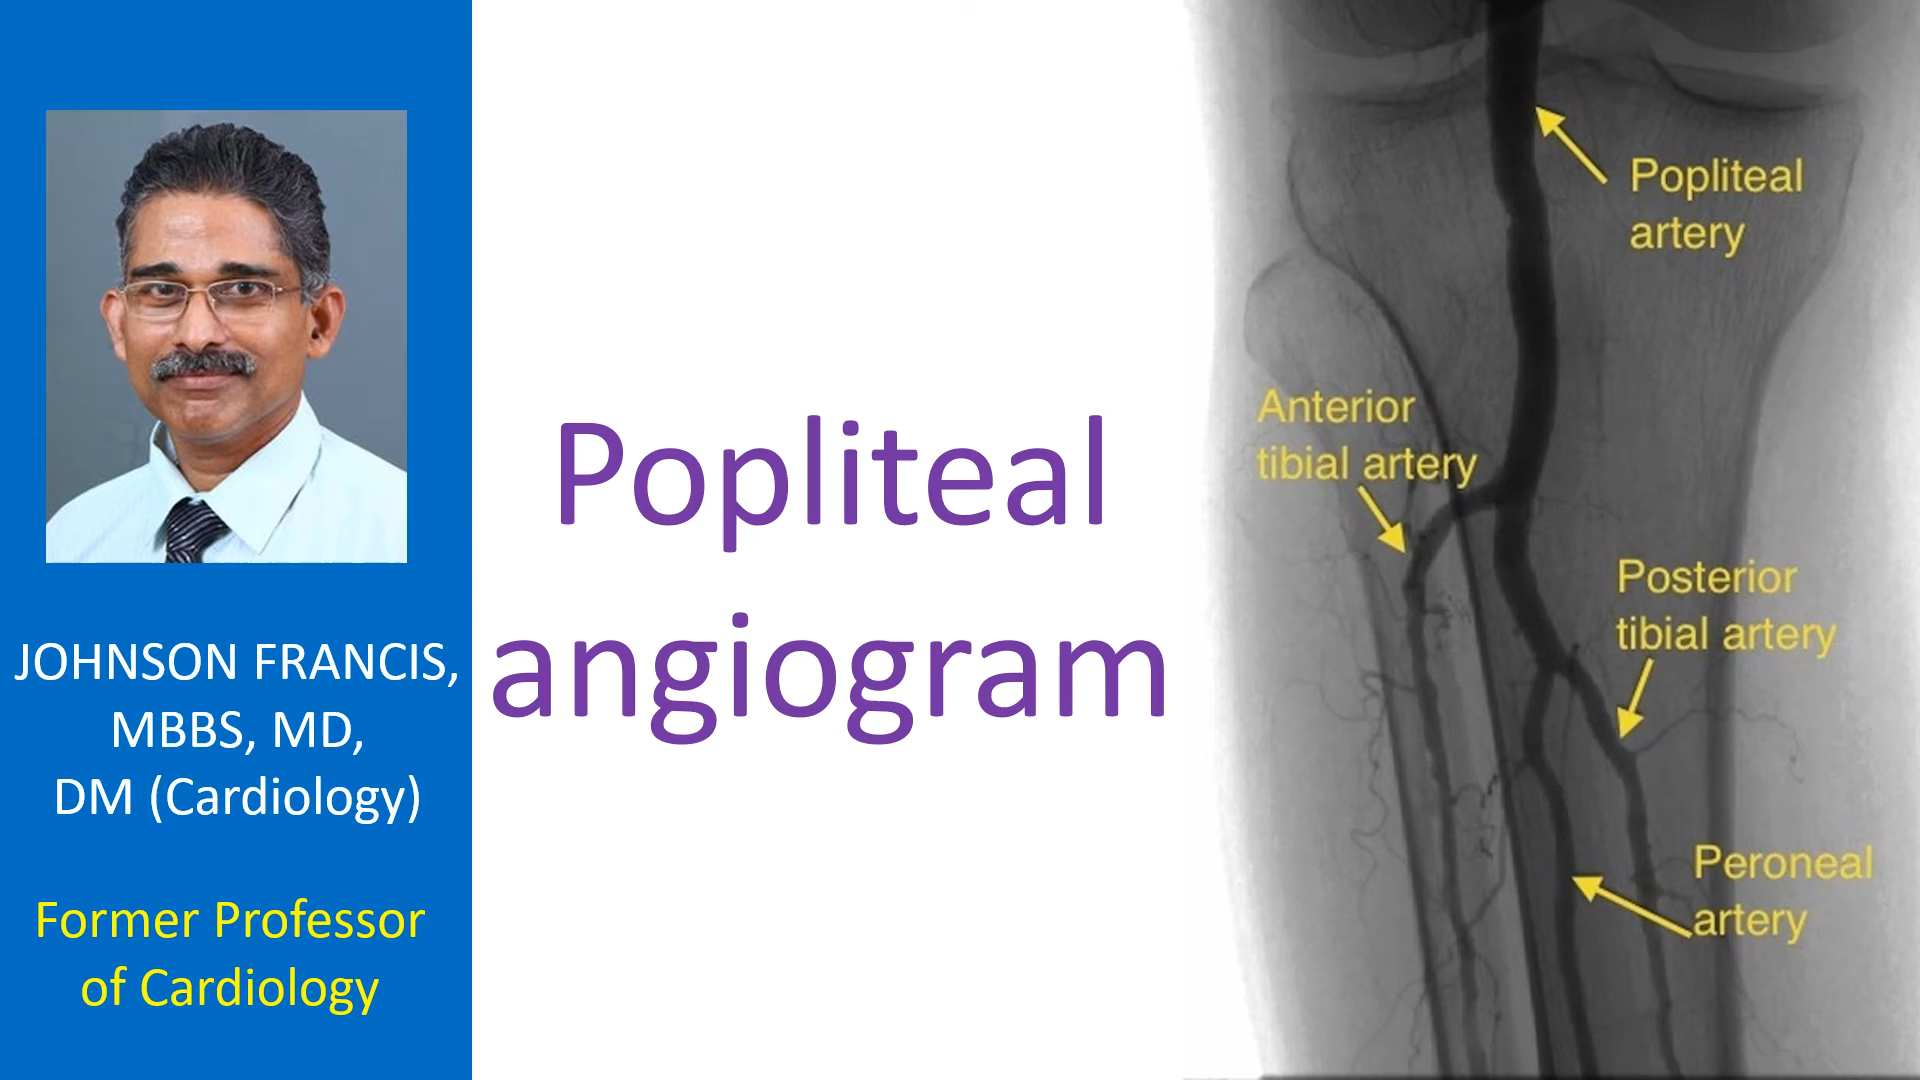 JOHNSON FRANCIS,
MBBS, MD,
DM (Cardiology)
Former Professor
of Cardiology
Popliteal
angiogram
Popliteal
artery
Anterior
tibial artery
Posterior
tibial artery
Peroneal
artery